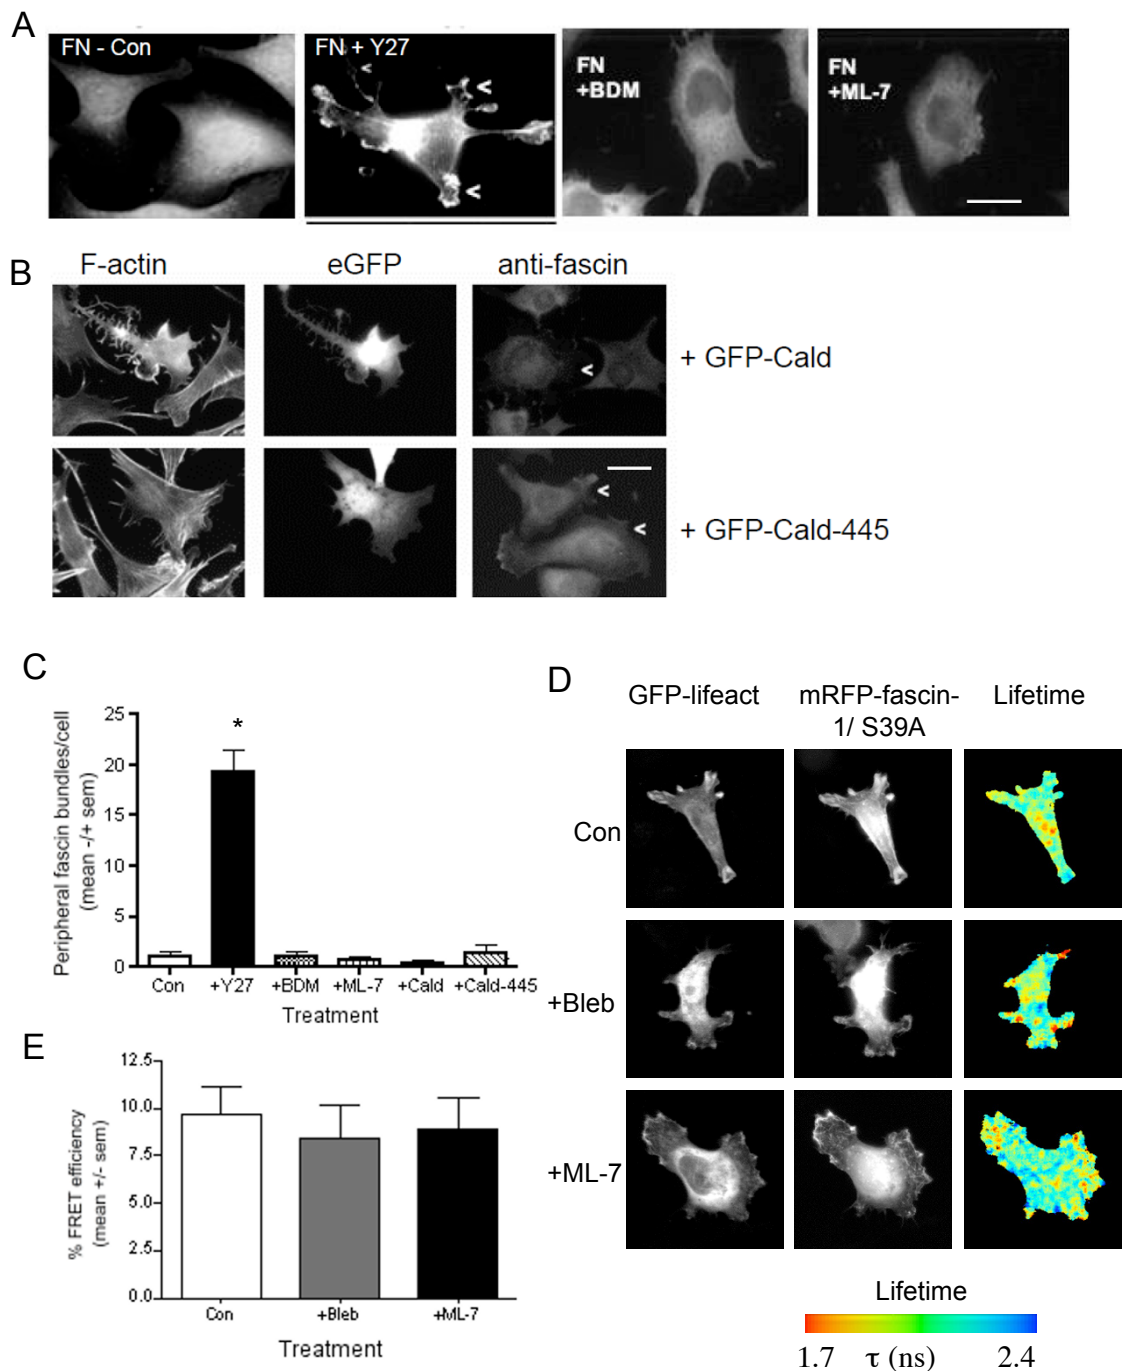 A
FN - Con
FN + Y27
FN
+BDM
FN
+ML-7
<
<
<
B
F-actin
eGFP
anti-fascin
<
+ GFP-Cald
<
<
+ GFP-Cald-445
C
Peripheral fascin bundles/cell
(mean -/+ sem)
25
20
15
10
5
0
*
Con
+Y27
+BDM
+ML-7
+Cald
+Cald-445
Treatment
D
GFP-lifeact
mRFP-fascin-
1/ S39A
Lifetime
Con
+Bleb
+ML-7
Lifetime
1.7
τ (ns)
2.4
E
% FRET efficiency
(mean +/- sem)
12.5
10.0
7.5
5.0
2.5
0.0
Con
+Bleb
+ML-7
Treatment